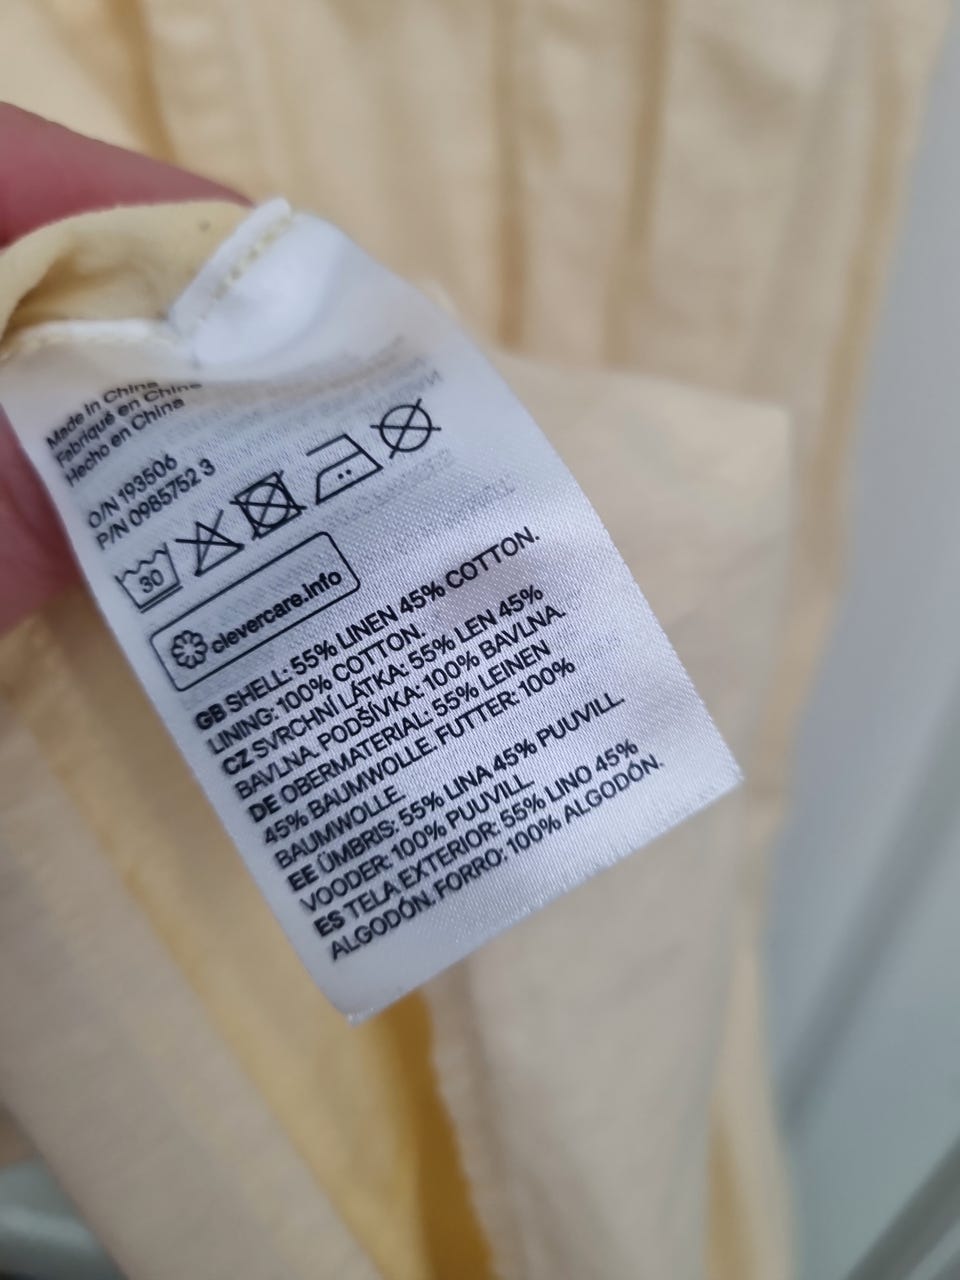 Made in China
Fabriqué en Chine
Hecho en China
O/N 193506
P/N 0985752 3
30
clevercare.info
GB SHELL: 55% LINEN 45% COTTON.
LINING: 100% COTTON.
CZ SVRCHNÍ LÁTKA: 55% LEN 45%
BAVLNA. PODŠÍVKA: 100% BAVLNA.
DE OBERMATERIAL: 55% LEINEN
45% BAUMWOLLE. FUTTER: 100%
BAUMWOLLE
EE ÜMBRIS: 55% LINA 45% PUUVILL.
VOODER: 100% PUUVILL
ES TELA EXTERIOR: 55% LINO 45%
ALGODÓN. FORRO: 100% ALGODÓN.